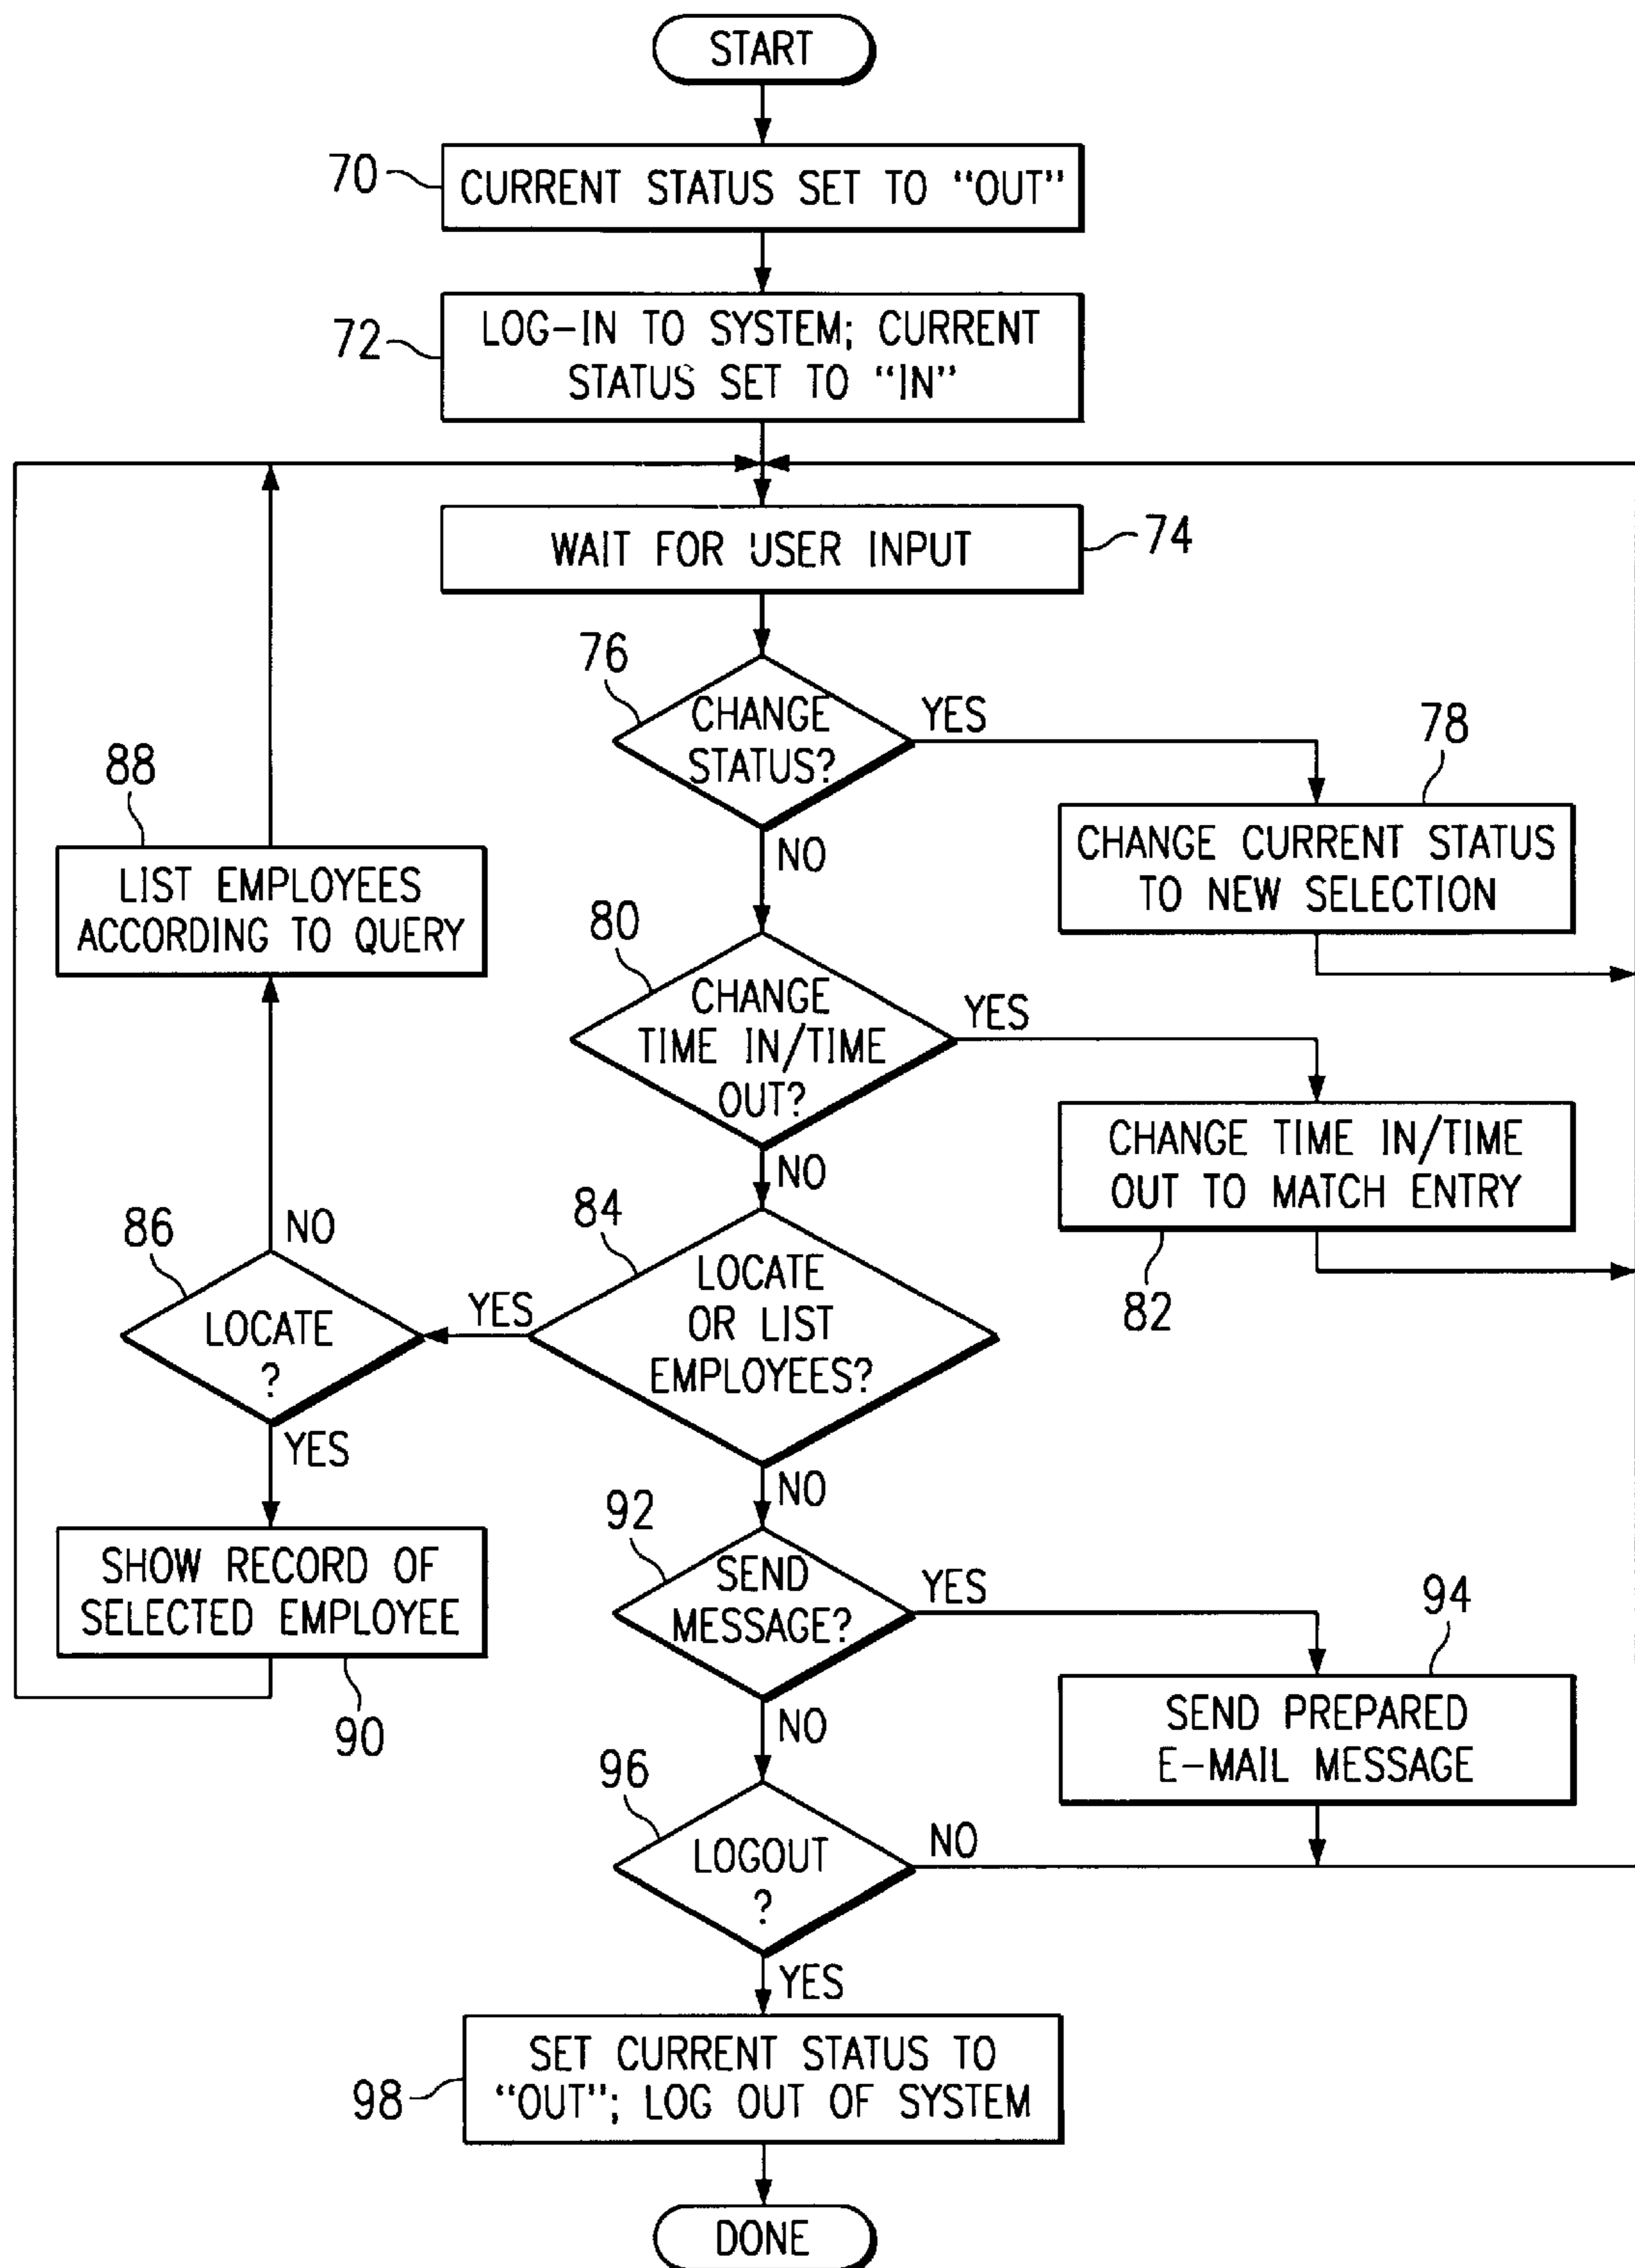 START
70
CURRENT STATUS SET TO “OUT”
72
LOG-IN TO SYSTEM; CURRENT
STATUS SET TO “IN”
WAIT FOR USER INPUT
74
76
CHANGE
STATUS?
YES
NO
78
CHANGE CURRENT STATUS
TO NEW SELECTION
88
LIST EMPLOYEES
ACCORDING TO QUERY
80
CHANGE
TIME IN/TIME
OUT?
YES
NO
CHANGE TIME IN/TIME
OUT TO MATCH ENTRY
82
84
LOCATE
OR LIST
EMPLOYEES?
YES
NO
86
LOCATE
?
NO
YES
SHOW RECORD OF
SELECTED EMPLOYEE
90
92
SEND
MESSAGE?
YES
NO
94
SEND PREPARED
E-MAIL MESSAGE
96
LOGOUT
?
NO
YES
98
SET CURRENT STATUS TO
“OUT”; LOG OUT OF SYSTEM
DONE